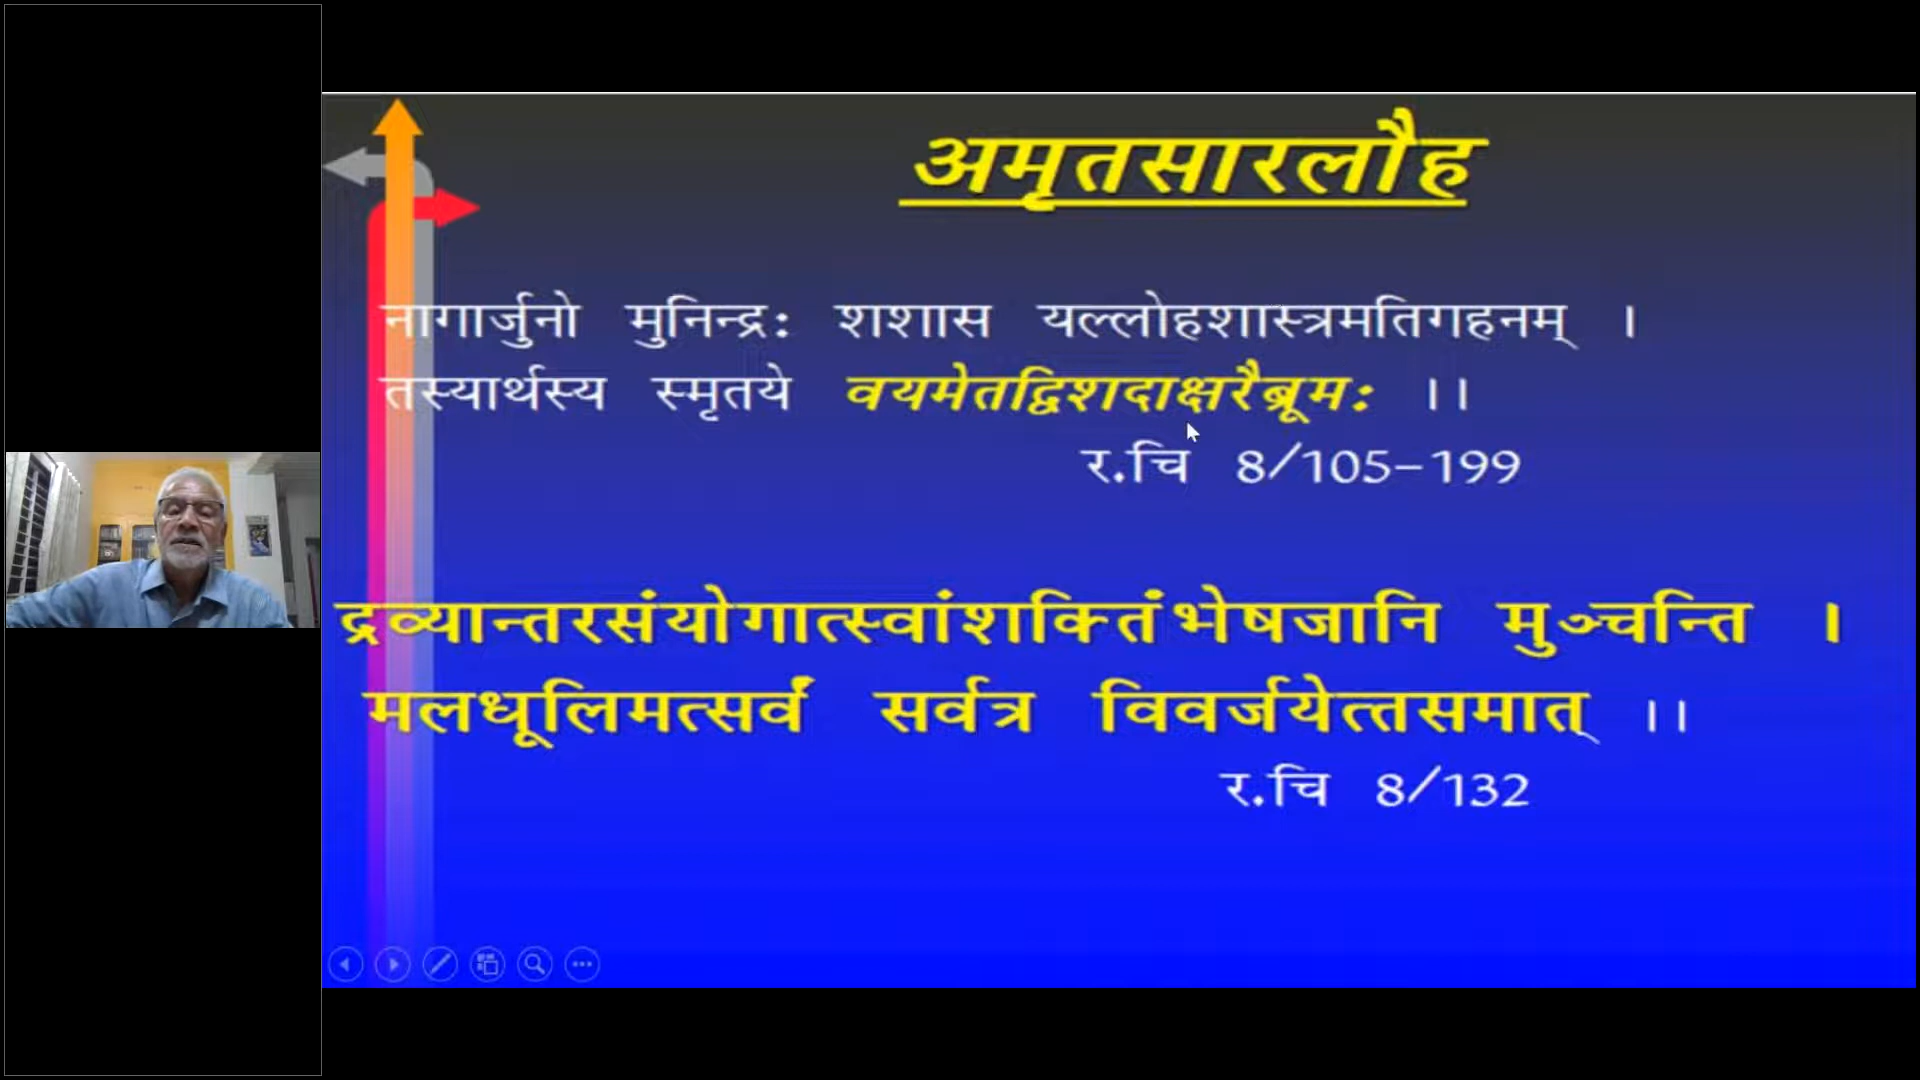 अमृतसारलौह
नागार्जुनो मुनिन्द्रः शशास यल्लोहशास्त्रमतिगहनम् ।
तस्यार्थस्य स्मृतये वयमेतद्विशदाक्षरैब्रूमः ।।
र.चि 8/105-199
द्रव्यान्तरसंयोगात्स्वांशक्तिंभेषजानि मुञ्चन्ति ।
मलधूलिमत्सर्वं सर्वत्र विवर्जयेत्तसमात् ।।
र.चि 8/132